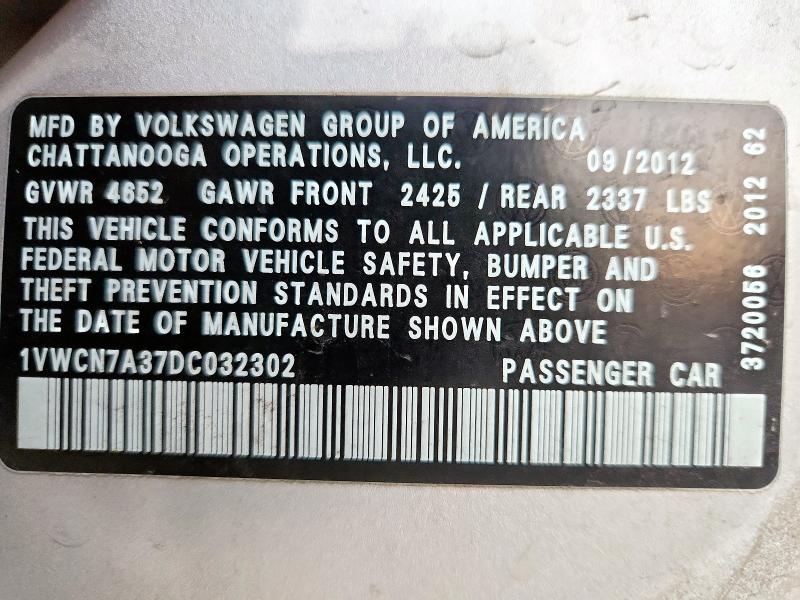 MFD BY VOLKSWAGEN GROUP OF AMERICA
CHATTANOOGA OPERATIONS, LLC. 09/2012
GVWR 4652 GAWR FRONT 2425 / REAR 2337 LBS
THIS VEHICLE CONFORMS TO ALL APPLICABLE U.S.
FEDERAL MOTOR VEHICLE SAFETY, BUMPER AND
THEFT PREVENTION STANDARDS IN EFFECT ON
THE DATE OF MANUFACTURE SHOWN ABOVE
1VWCN7A37DC032302 PASSENGER CAR
3720056 2012 62